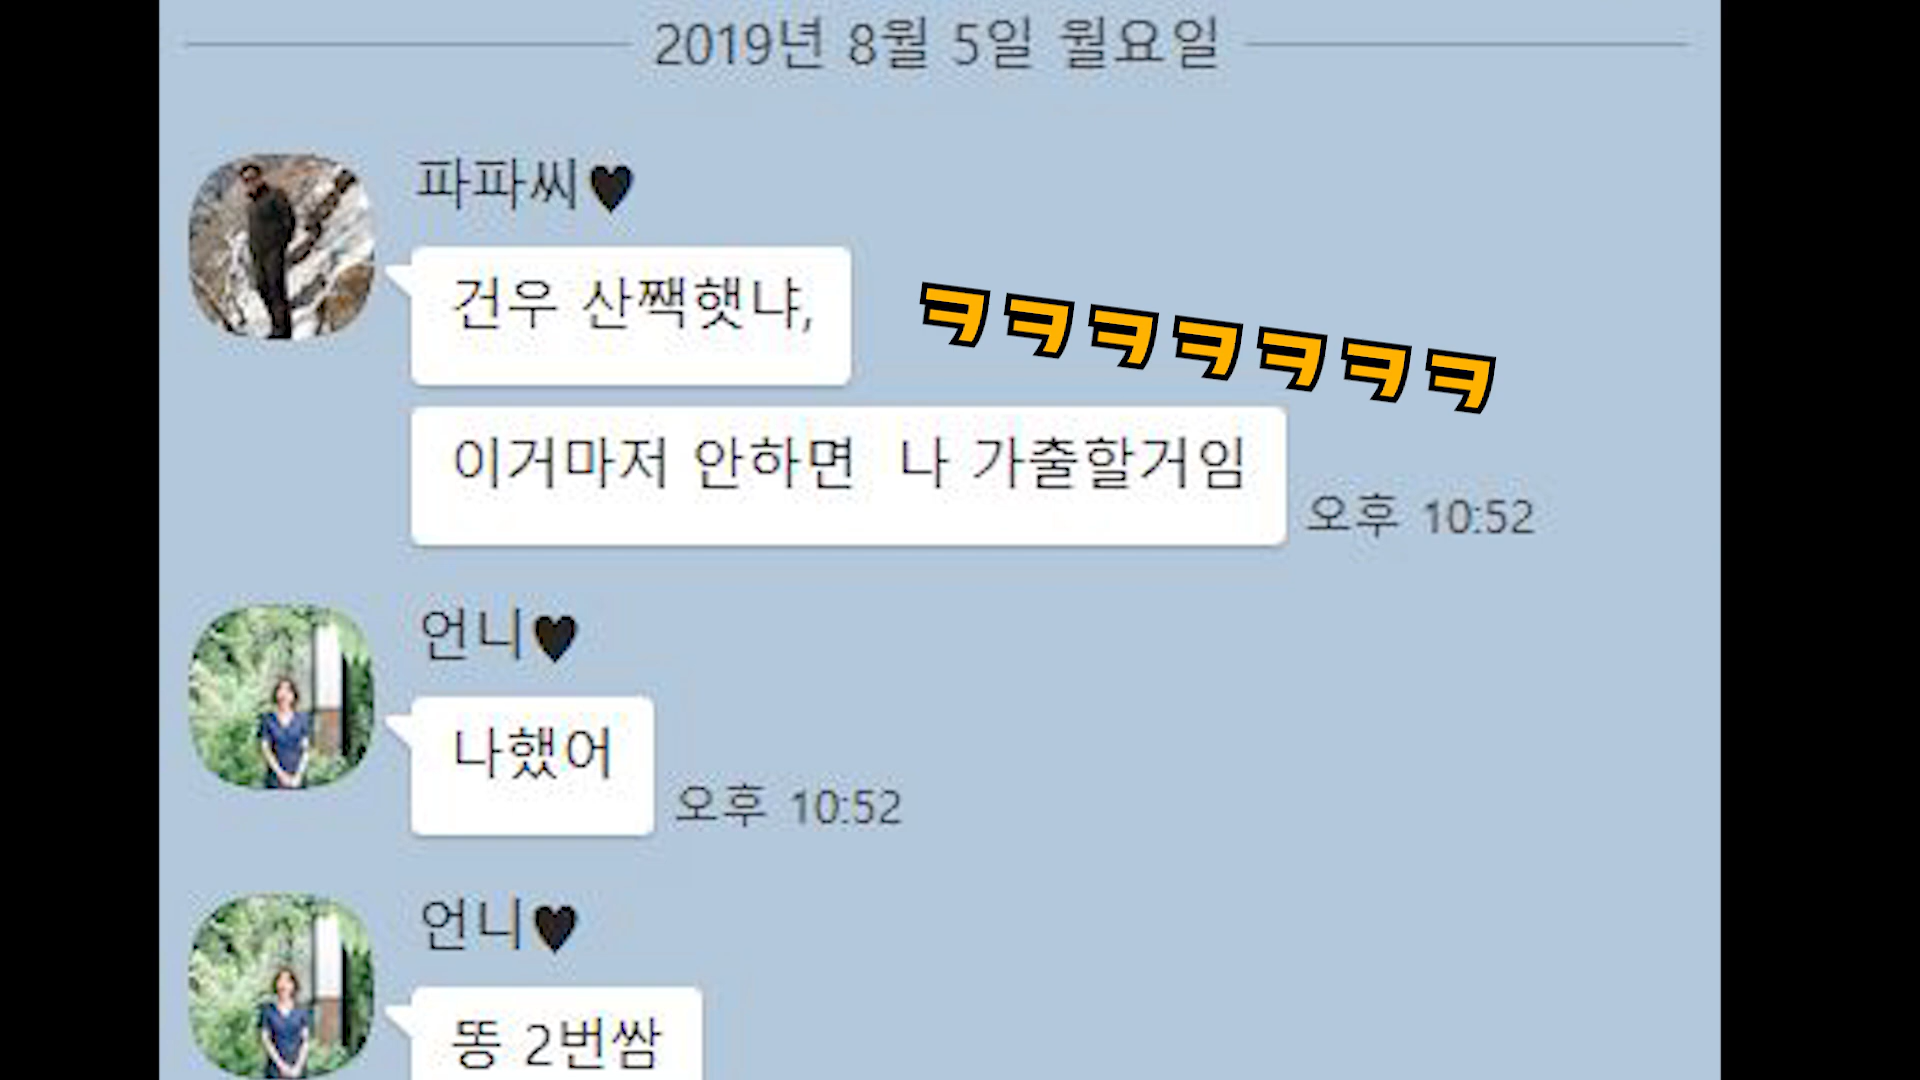 2019년 8월 5일 월요일
파파씨♥
건우 산짹햇냐,
ㅋㅋㅋㅋㅋㅋㅋ
이거마저 안하면 나 가출할거임
오후 10:52
언니♥
나했어
오후 10:52
언니♥
똥 2번쌈